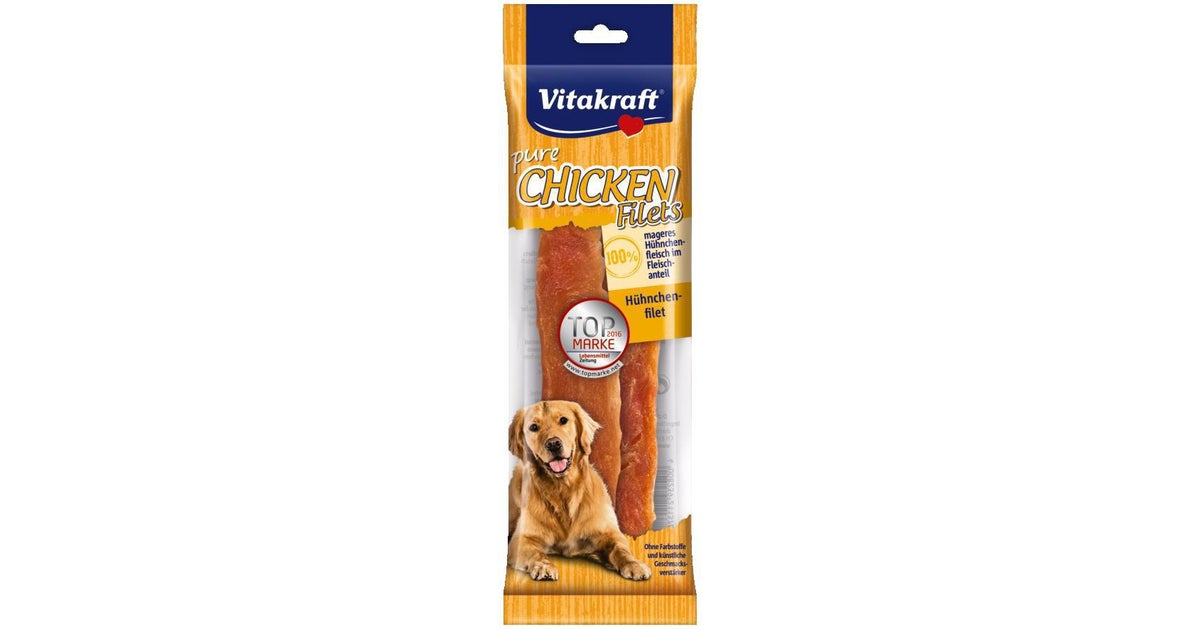 Vitakraft®
pure
CHICKEN
Filets
100%
mageres
Hühnchen-
fleisch im
Fleisch-
anteil
Hühnchen-
filet
TOP
2016
MARKE
Lebensmittel
Zeitung
www.topmarke.net
Ohne Farbstoffe
und künstliche
Geschmacks-
verstärker